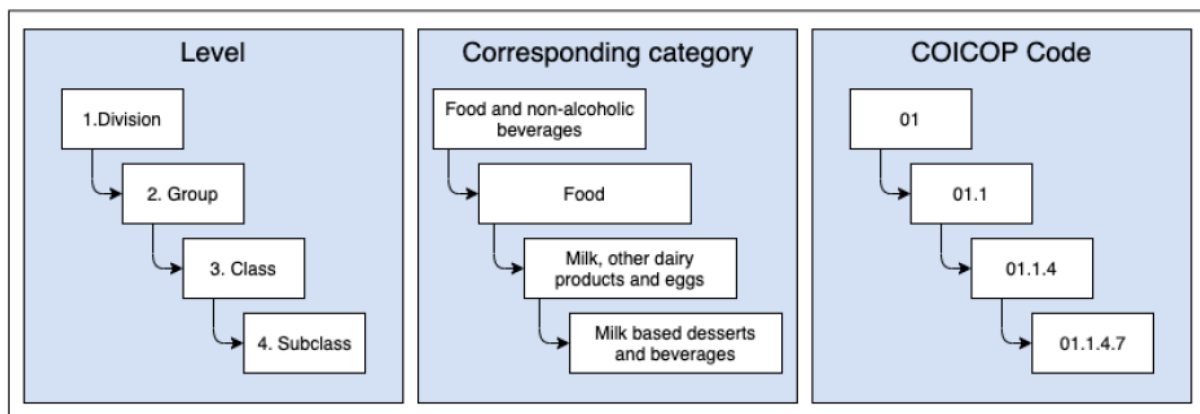 Level
1.Division
2. Group
3. Class
4. Subclass
Corresponding category
Food and non-alcoholic
beverages
Food
Milk, other dairy
products and eggs
Milk based desserts
and beverages
COICOP Code
01
01.1
01.1.4
01.1.4.7